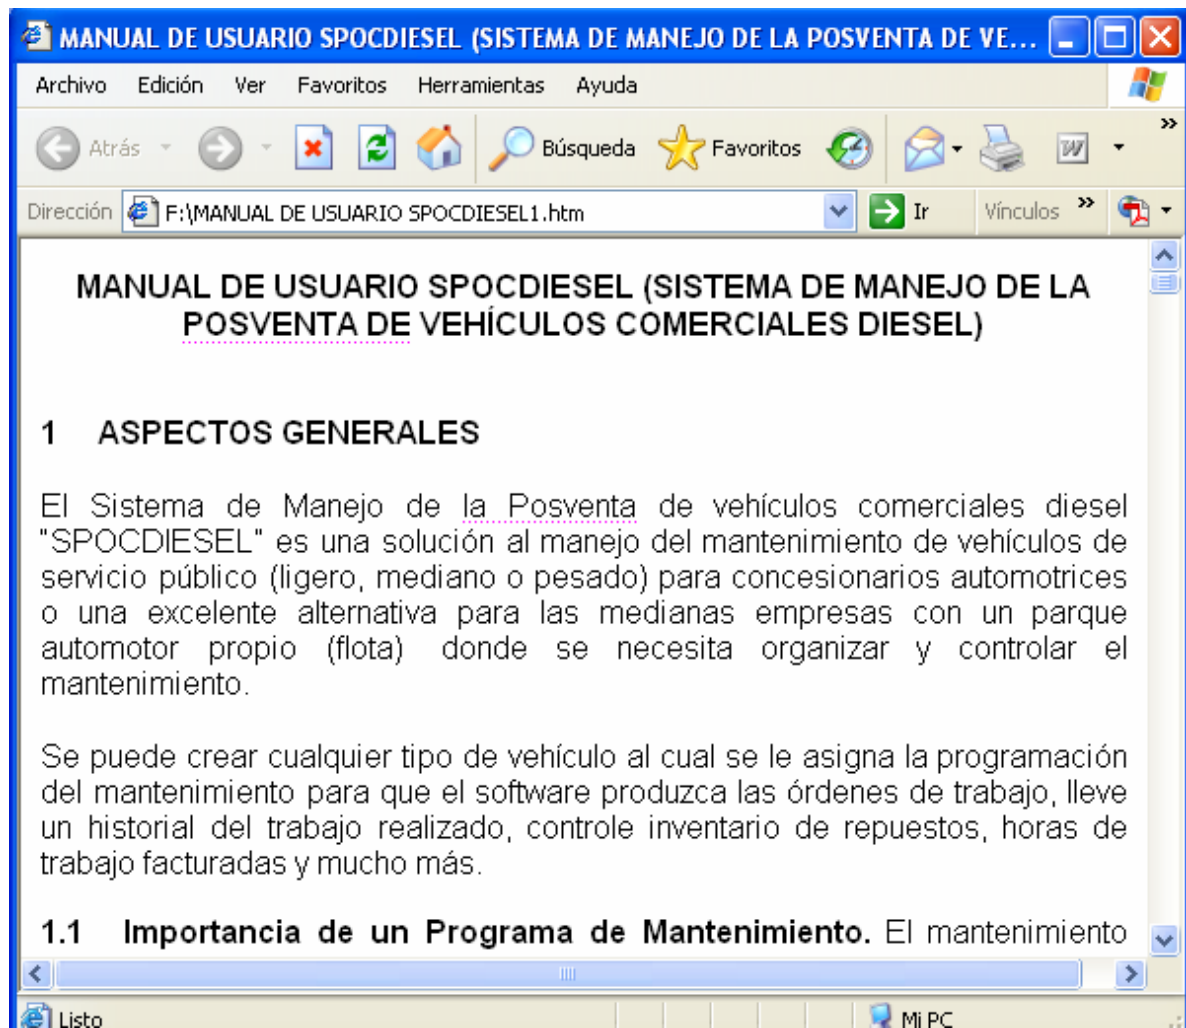 MANUAL DE USUARIO SPOCDIESEL (SISTEMA DE MANEJO DE LA POSVENTA DE VE...
Archivo Edición Ver Favoritos Herramientas Ayuda
Atrás Búsqueda Favoritos W »
Dirección F:\MANUAL DE USUARIO SPOCDIESEL1.htm Ir Vínculos »
MANUAL DE USUARIO SPOCDIESEL (SISTEMA DE MANEJO DE LA
POSVENTA DE VEHÍCULOS COMERCIALES DIESEL)
1 ASPECTOS GENERALES
El Sistema de Manejo de la Posventa de vehículos comerciales diesel
"SPOCDIESEL" es una solución al manejo del mantenimiento de vehículos de
servicio público (ligero, mediano o pesado) para concesionarios automotrices
o una excelente alternativa para las medianas empresas con un parque
automotor propio (flota) donde se necesita organizar y controlar el
mantenimiento.
Se puede crear cualquier tipo de vehículo al cual se le asigna la programación
del mantenimiento para que el software produzca las órdenes de trabajo, lleve
un historial del trabajo realizado, controle inventario de repuestos, horas de
trabajo facturadas y mucho más.
1.1 Importancia de un Programa de Mantenimiento. El mantenimiento
Listo Mi PC